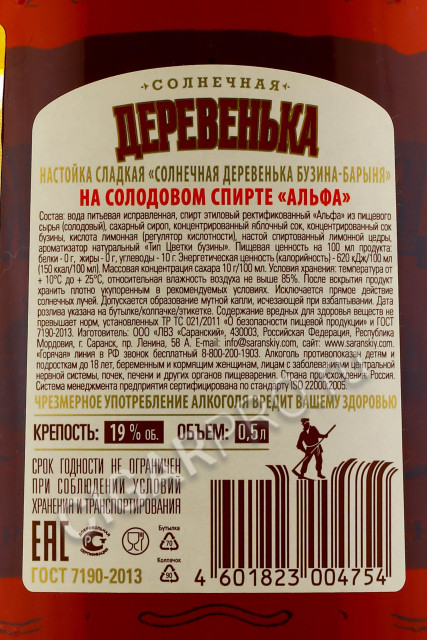 СОЛНЕЧНАЯ
ДЕРЕВЕНЬКА
НАСТОЙКА СЛАДКАЯ «СОЛНЕЧНАЯ ДЕРЕВЕНЬКА БУЗИНА-БАРЫНЯ»
НА СОЛОДОВОМ СПИРТЕ «АЛЬФА»
Состав: вода питьевая исправленная, спирт этиловый ректификованный «Альфа» из пищевого
сырья (солодовый), сахарный сироп, концентрированный яблочный сок, концентрированный сок
бузины, кислота лимонная (регулятор кислотности), настой спиртованный лимонной цедры,
ароматизатор натуральный «Тип Цветки бузины». Пищевая ценность на 100 мл продукта:
белки - 0 г, жиры - 0 г, углеводы - 10 г. Энергетическая ценность (калорийность) - 620 кДж/100 мл
(150 ккал/100 мл). Массовая концентрация сахара 10 г/100 мл. Условия хранения: температура от
+ 10°С до + 25°С, относительная влажность воздуха не выше 85%. После вскрытия продукт
хранить плотно укупоренным в рекомендуемых условиях. Исключается прямое действие
солнечных лучей. Допускается образование мутной капли, исчезающей при взбалтывании. Дата
розлива указана на бутылке/колпачке/этикетке. Содержание вредных для здоровья веществ не
превышает норм, установленных ТР ТС 021/2011 «О безопасности пищевой продукции» и ГОСТ
7190-2013. Изготовлено: ООО «ЛВЗ «Саранский», 430003, Российская Федерация, Республика
Мордовия, г. Саранск, пр. Ленина, 58 А. E-mail: info@saranskiy.com, сайт: www.saranskiy.com.
«Горячая» линия в РФ звонок бесплатный 8-800-200-1903. Алкоголь противопоказан детям и
подросткам до 18 лет, беременным и кормящим женщинам, лицам с заболеваниями центральной
нервной системы, почек, печени и других органов пищеварения. Страна происхождения: Россия.
Система менеджмента предприятия сертифицирована по стандарту ISO 22000:2005.
ЧРЕЗМЕРНОЕ УПОТРЕБЛЕНИЕ АЛКОГОЛЯ ВРЕДИТ ВАШЕМУ ЗДОРОВЬЮ
КРЕПОСТЬ: 19 % ОБ. ОБЪЕМ: 0,5 л
СРОК ГОДНОСТИ НЕ ОГРАНИЧЕН
ПРИ СОБЛЮДЕНИИ УСЛОВИЙ
ХРАНЕНИЯ И ТРАНСПОРТИРОВАНИЯ
Бутылка
70
Колпачок
90
EAC
ГОСТ 7190-2013
4 601823 004754